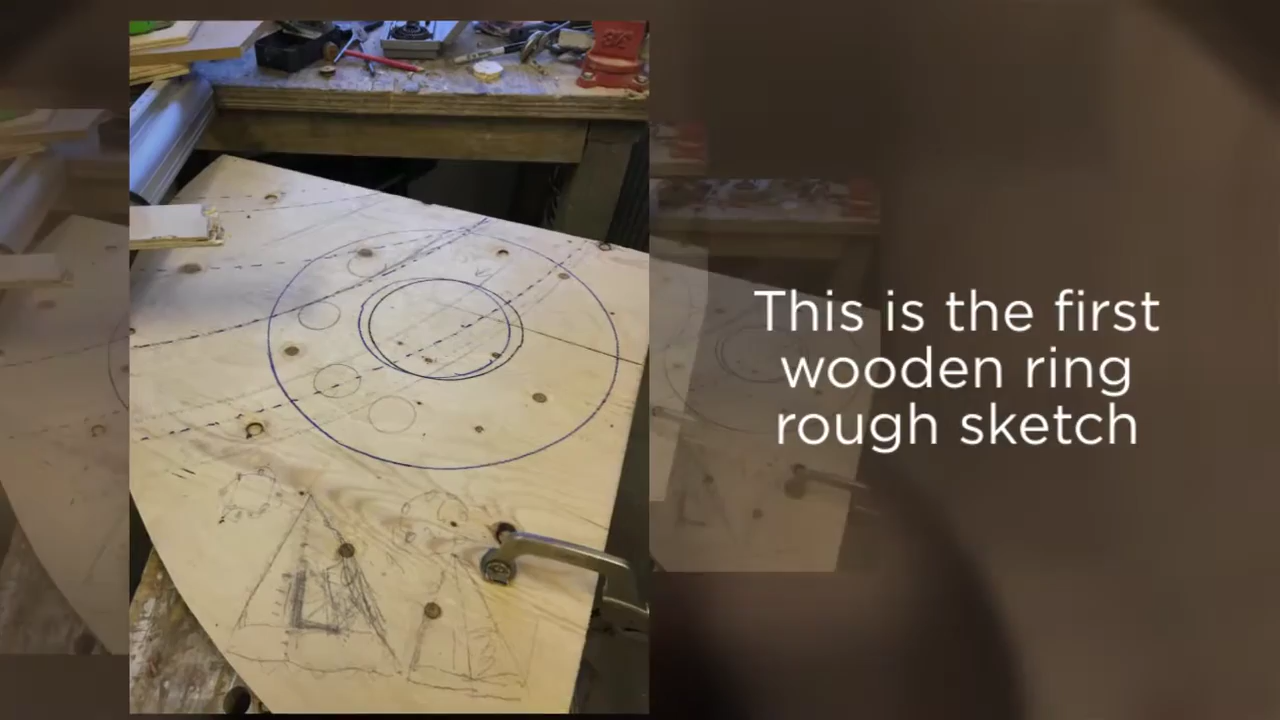 This is the first
wooden ring
rough sketch